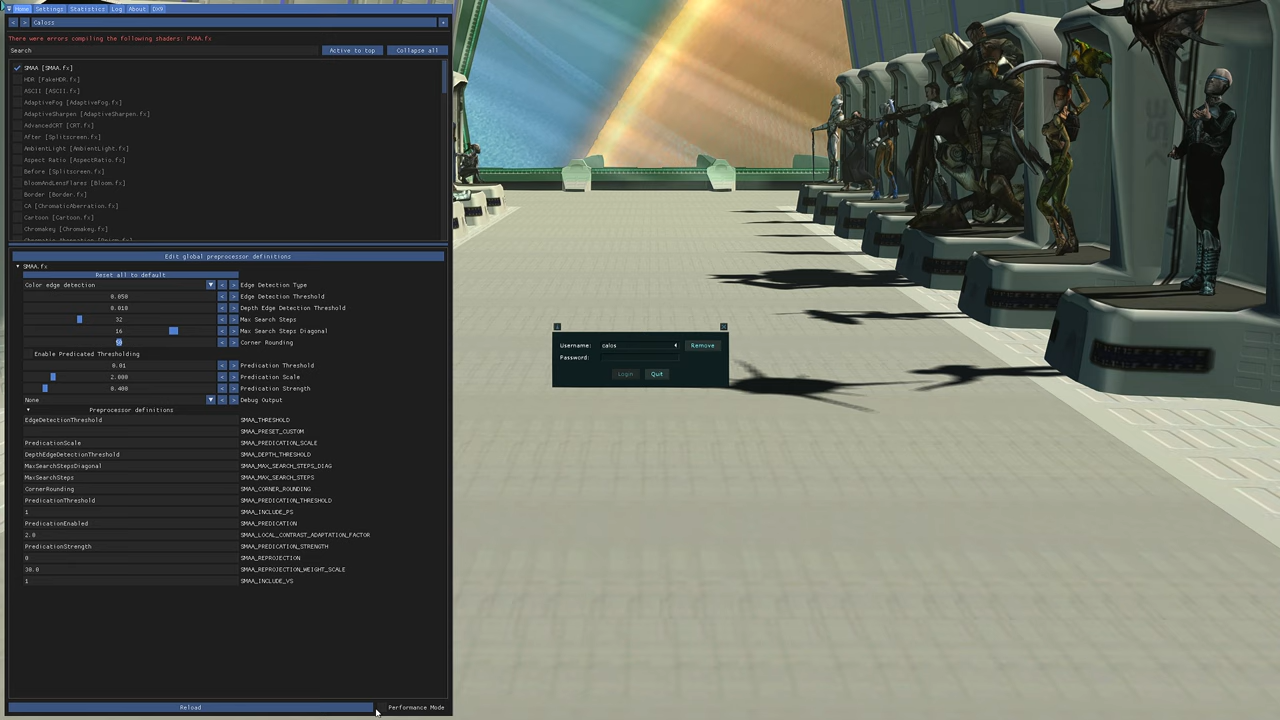 Home Settings Statistics Log About DX9
< > Caloss
There were errors compiling the following shaders: FXAA.fx
Search Active to top Collapse all
SMAA [SMAA.fx]
HDR [FakeHDR.fx]
ASCII [ASCII.fx]
AdaptiveFog [AdaptiveFog.fx]
AdaptiveSharpen [AdaptiveSharpen.fx]
AdvancedCRT [CRT.fx]
After [Splitscreen.fx]
AmbientLight [AmbientLight.fx]
Aspect Ratio [AspectRatio.fx]
Before [Splitscreen.fx]
BloomAndLensFlares [Bloom.fx]
Border [Border.fx]
CA [ChromaticAberration.fx]
Cartoon [Cartoon.fx]
Chromakey [Chromakey.fx]
Chromatic Aberration [Prism.fx]
Edit global preprocessor definitions
SMAA.fx
Reset all to default
Color edge detection < > Edge Detection Type
0.050 < > Edge Detection Threshold
0.010 < > Depth Edge Detection Threshold
32 < > Max Search Steps
16 < > Max Search Steps Diagonal
50 < > Corner Rounding
Enable Predicated Thresholding
0.01 < > Predication Threshold
2.000 < > Predication Scale
0.400 < > Predication Strength
None < > Debug Output
Preprocessor definitions
EdgeDetectionThreshold SMAA_THRESHOLD
SMAA_PRESET_CUSTOM
PredicationScale SMAA_PREDICATION_SCALE
DepthEdgeDetectionThreshold SMAA_DEPTH_THRESHOLD
MaxSearchStepsDiagonal SMAA_MAX_SEARCH_STEPS_DIAG
MaxSearchSteps SMAA_MAX_SEARCH_STEPS
CornerRounding SMAA_CORNER_ROUNDING
PredicationThreshold SMAA_PREDICATION_THRESHOLD
1 SMAA_INCLUDE_PS
PredicationEnabled SMAA_PREDICATION
2.0 SMAA_LOCAL_CONTRAST_ADAPTATION_FACTOR
PredicationStrength SMAA_PREDICATION_STRENGTH
0 SMAA_REPROJECTION
30.0 SMAA_REPROJECTION_WEIGHT_SCALE
1 SMAA_INCLUDE_VS
Reload Performance Mode
Username: calos Remove
Password:
Login Quit